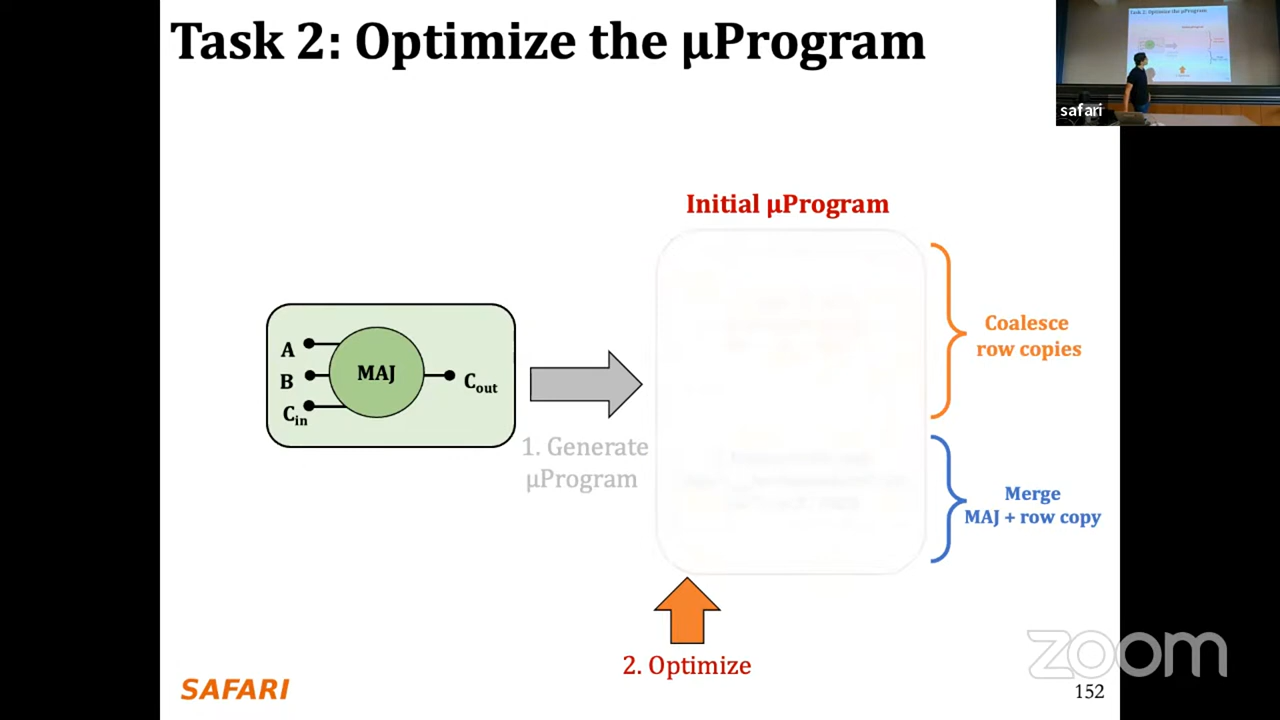 Task 2: Optimize the μProgram
safari
Initial μProgram
A
B
Cin
MAJ
Cout
1. Generate
μProgram
Coalesce
row copies
Merge
MAJ + row copy
2. Optimize
SAFARI
zoom
152